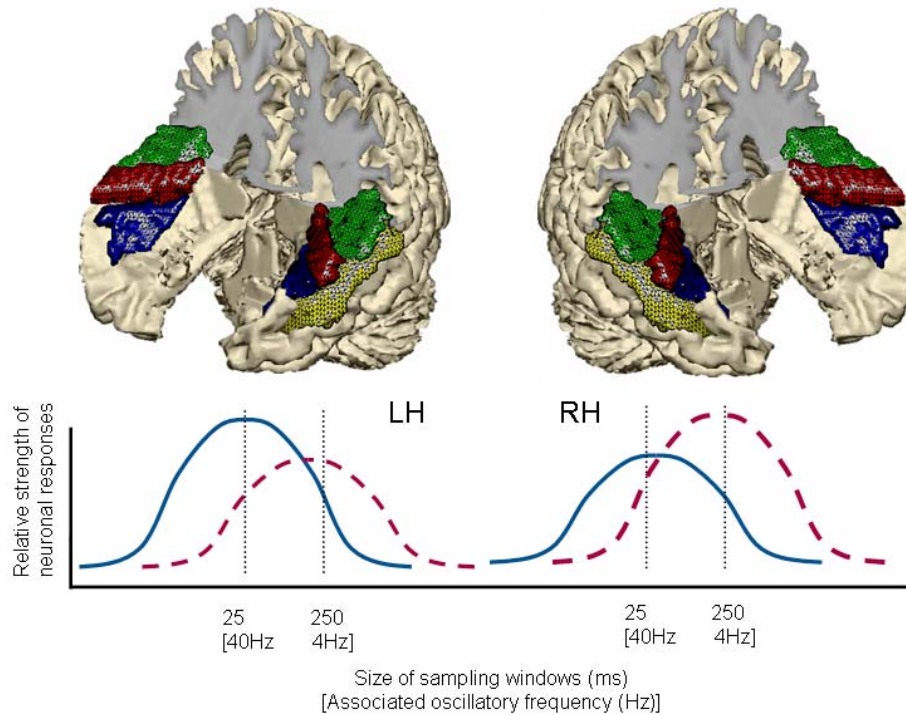 LH
RH
Relative strength of
neuronal responses
25
[40Hz
250
4Hz]
25
[40Hz
250
4Hz]
Size of sampling windows (ms)
[Associated oscillatory frequency (Hz)]